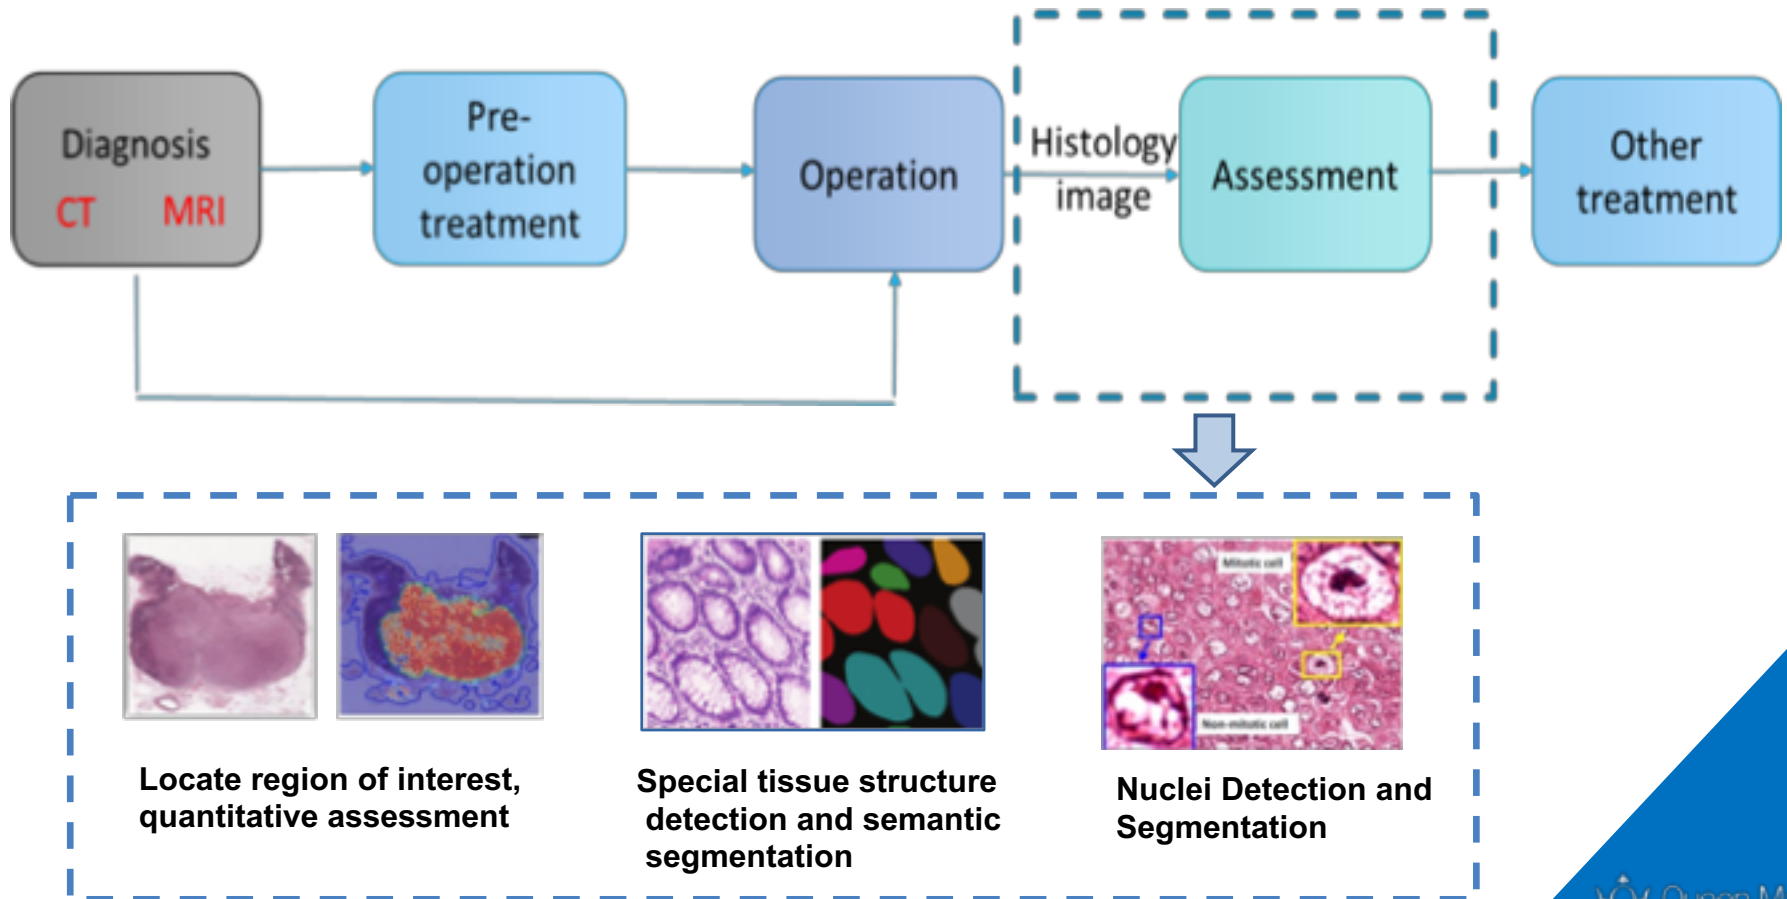 Diagnosis
CT MRI
Pre-
operation
treatment
Operation
Histology
image
Assessment
Other
treatment
Locate region of interest,
quantitative assessment
Special tissue structure
detection and semantic
segmentation
Mitotic cell
Non-mitotic cell
Nuclei Detection and
Segmentation
Queen M